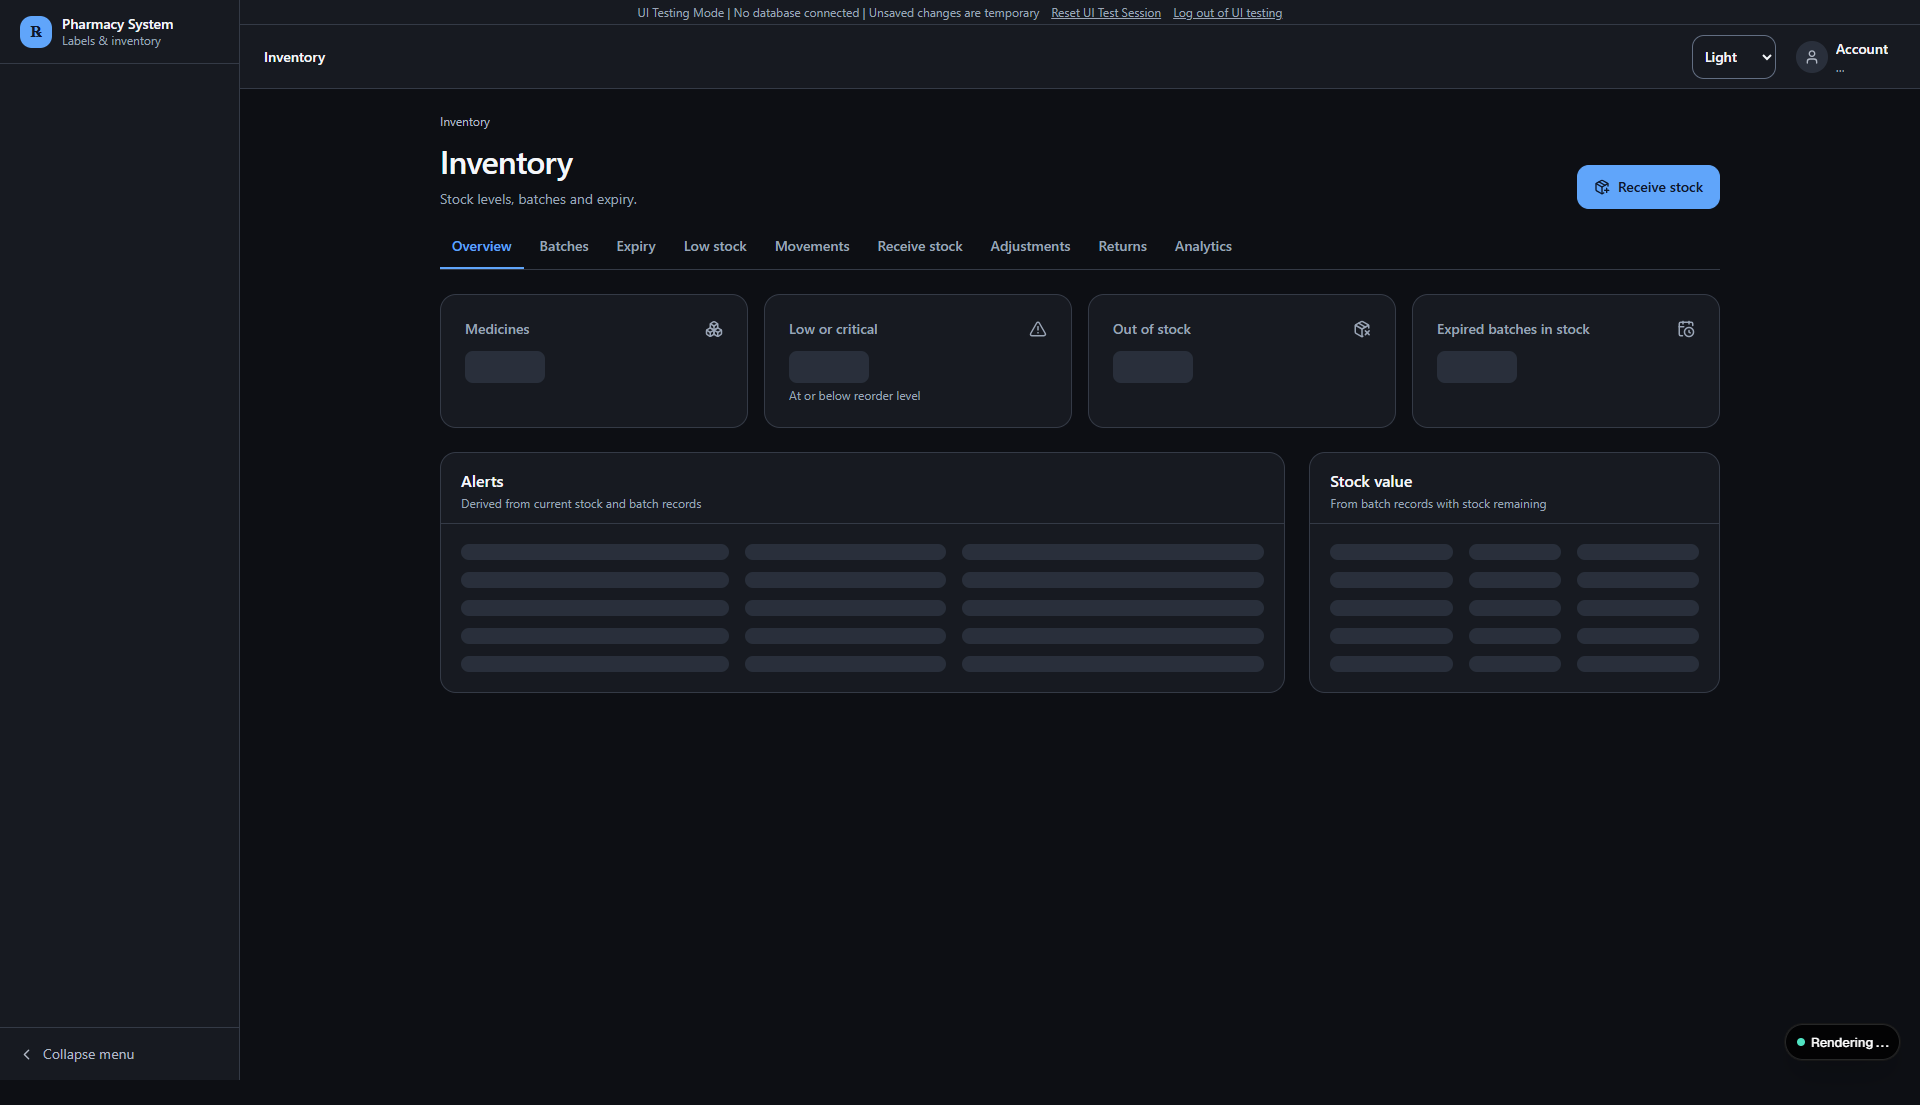 ℞
Pharmacy System
Labels & inventory
UI Testing Mode | No database connected | Unsaved changes are temporary Reset UI Test Session Log out of UI testing
Inventory
Light
Account
...
Inventory
Inventory
Stock levels, batches and expiry.
Receive stock
Overview Batches Expiry Low stock Movements Receive stock Adjustments Returns Analytics
Medicines
Low or critical
At or below reorder level
Out of stock
Expired batches in stock
Alerts
Derived from current stock and batch records
Stock value
From batch records with stock remaining
Collapse menu
Rendering ...